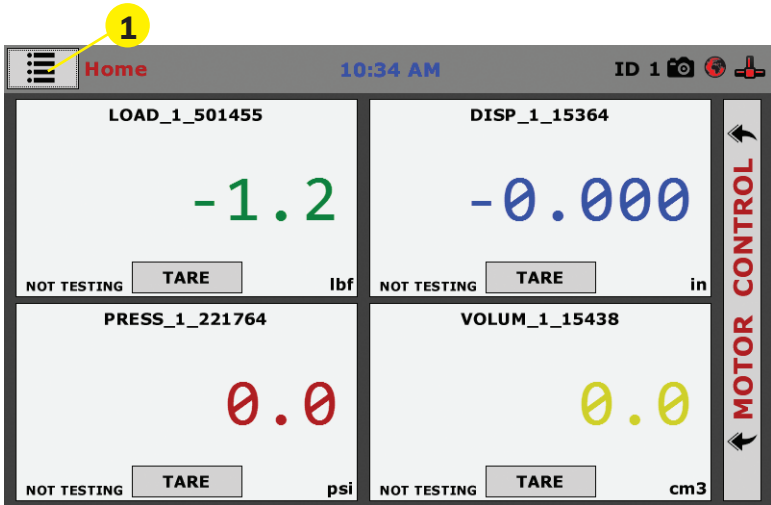 1
Home 10:34 AM ID 1
LOAD_1_501455
-1.2
NOT TESTING TARE lbf
DISP_1_15364
-0.000
NOT TESTING TARE in
PRESS_1_221764
0.0
NOT TESTING TARE psi
VOLUM_1_15438
0.0
NOT TESTING TARE cm3
MOTOR CONTROL